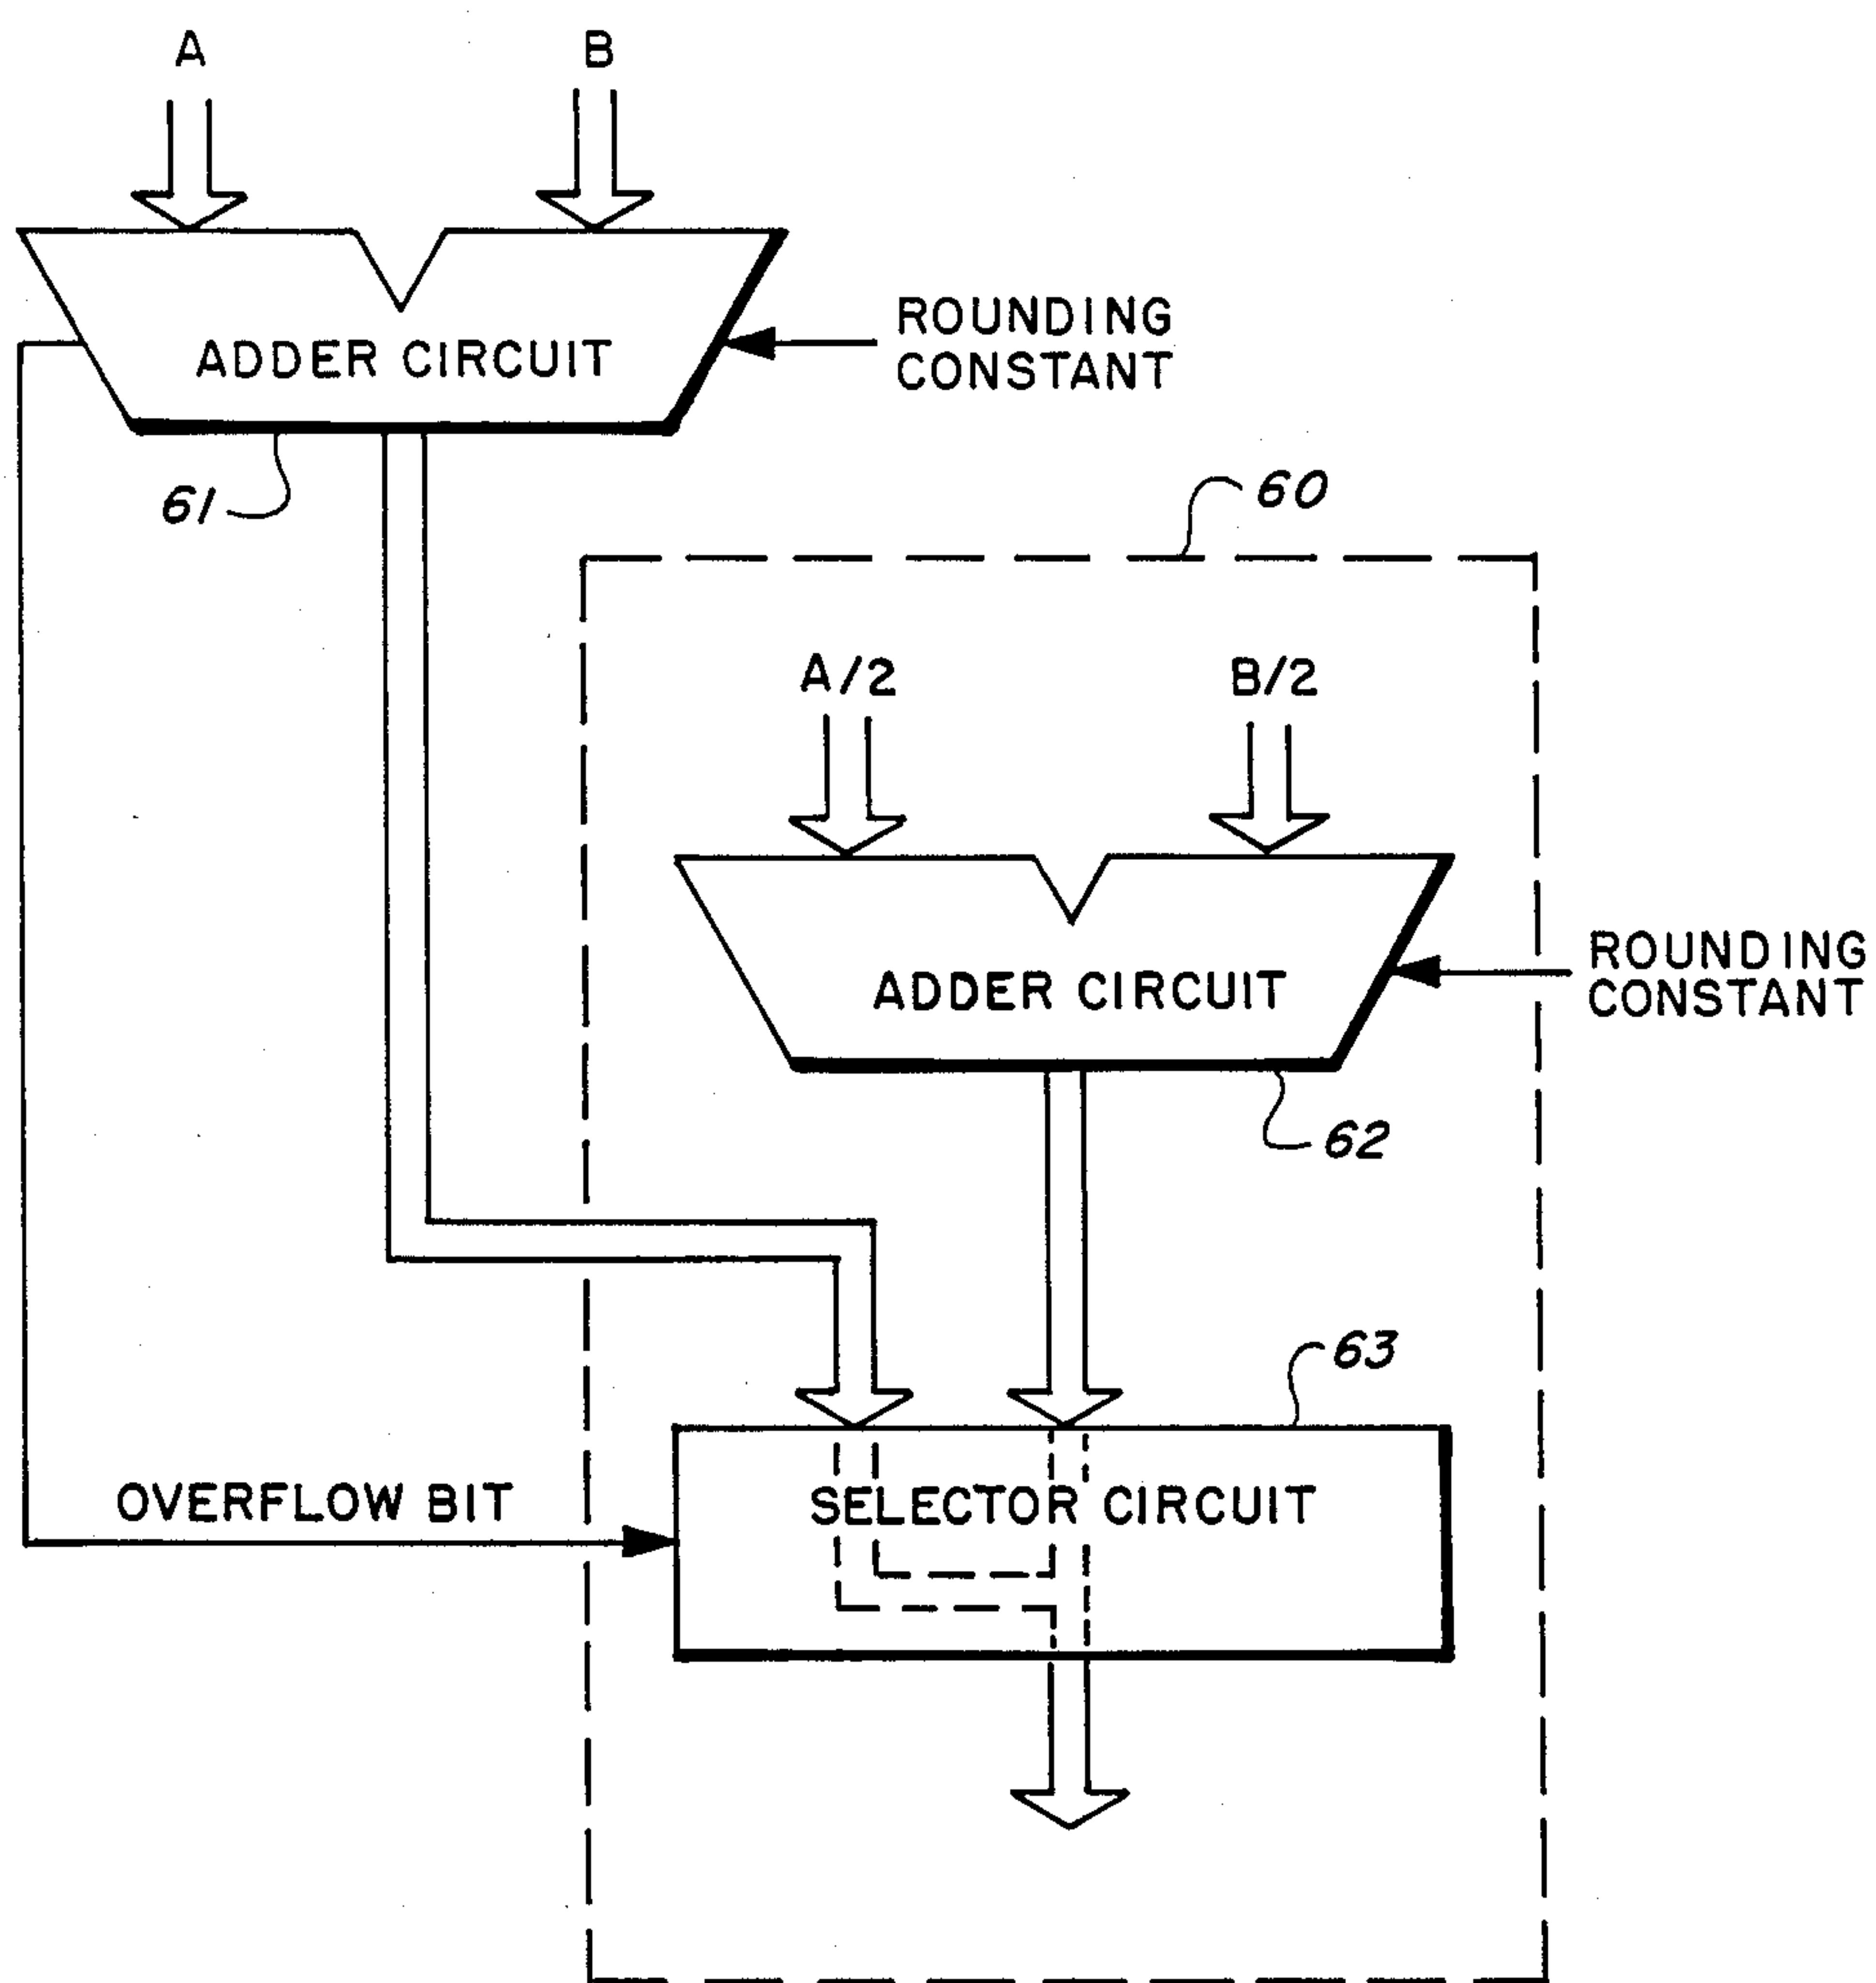 A
B
ADDER CIRCUIT
ROUNDING
CONSTANT
61
60
A/2
B/2
ADDER CIRCUIT
ROUNDING
CONSTANT
62
63
OVERFLOW BIT
SELECTOR CIRCUIT